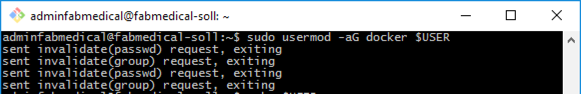 adminfabmedical@fabmedical-soll: ~
adminfabmedical@fabmedical-soll:~$ sudo usermod -aG docker $USER
sent invalidate(passwd) request, exiting
sent invalidate(group) request, exiting
sent invalidate(passwd) request, exiting
sent invalidate(group) request, exiting